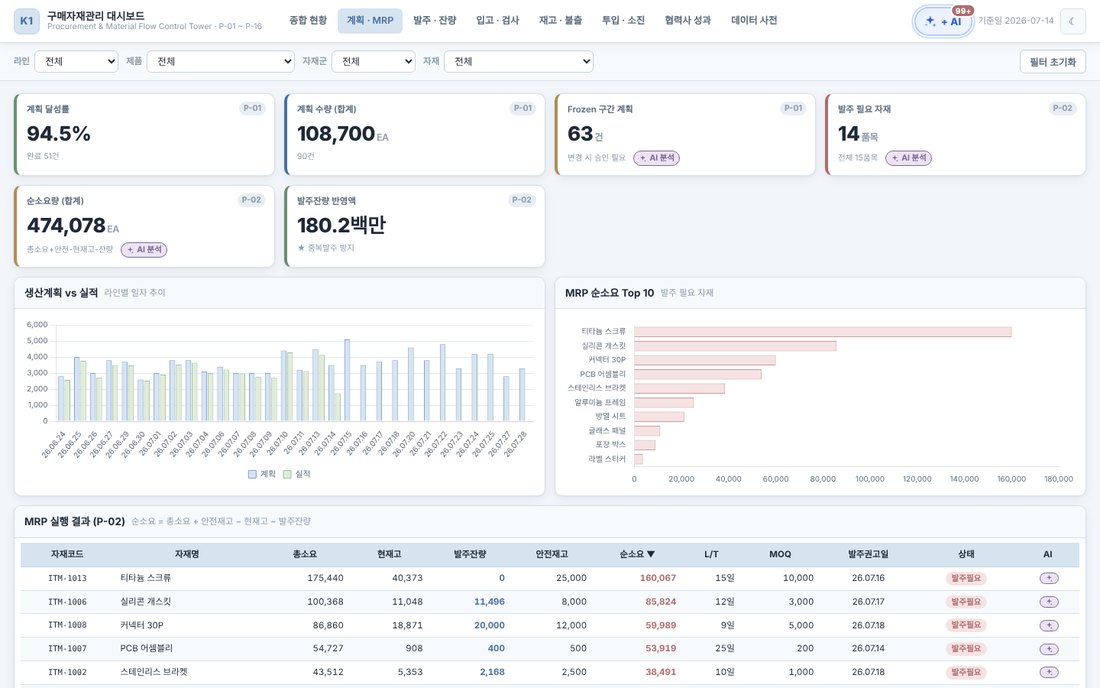 K1 구매자재관리 대시보드
Procurement & Material Flow Control Tower · P-01 ~ P-16
종합 현황 계획 · MRP 발주 · 잔량 입고 · 검사 재고 · 불출 투입 · 소진 협력사 성과 데이터 사전
+ AI 99+ 기준일 2026-07-14
라인 전체 제품 전체 자재군 전체 자재 전체 필터 초기화
계획 달성률 P-01
94.5%
완료 51건
계획 수량 (합계) P-01
108,700 EA
90건
Frozen 구간 계획 P-01
63 건
변경 시 승인 필요 AI 분석
발주 필요 자재 P-02
14 품목
전체 15품목 AI 분석
순소요량 (합계) P-02
474,078 EA
총소요+안전-현재고-잔량 AI 분석
발주잔량 반영액 P-02
180.2백만
★ 중복발주 방지
생산계획 vs 실적 라인별 일자 추이
6,000
5,000
4,000
3,000
2,000
1,000
0
26.06.24 26.06.25 26.06.26 26.06.27 26.06.29 26.06.30 26.07.01 26.07.02 26.07.03 26.07.04 26.07.06 26.07.07 26.07.08 26.07.09 26.07.10 26.07.11 26.07.13 26.07.14 26.07.15 26.07.16 26.07.17 26.07.18 26.07.20 26.07.21 26.07.22 26.07.23 26.07.24 26.07.25 26.07.27 26.07.28
계획 실적
MRP 순소요 Top 10 발주 필요 자재
티타늄 스크류
실리콘 개스킷
커넥터 30P
PCB 어셈블리
스테인리스 브라켓
알루미늄 프레임
방열 시트
글래스 패널
포장 박스
라벨 스티커
0 20,000 40,000 60,000 80,000 100,000 120,000 140,000 160,000 180,000
MRP 실행 결과 (P-02) 순소요 = 총소요 + 안전재고 − 현재고 − 발주잔량
자재코드 자재명 총소요 현재고 발주잔량 안전재고 순소요 ▼ L/T MOQ 발주권고일 상태 AI
ITM-1013 티타늄 스크류 175,440 40,373 0 25,000 160,067 15일 10,000 26.07.16 발주필요
ITM-1006 실리콘 개스킷 100,368 11,048 11,496 8,000 85,824 12일 3,000 26.07.17 발주필요
ITM-1008 커넥터 30P 86,860 18,871 20,000 12,000 59,989 9일 5,000 26.07.18 발주필요
ITM-1007 PCB 어셈블리 54,727 908 400 500 53,919 25일 200 26.07.14 발주필요
ITM-1002 스테인리스 브라켓 43,512 5,353 2,168 2,500 38,491 10일 1,000 26.07.18 발주필요